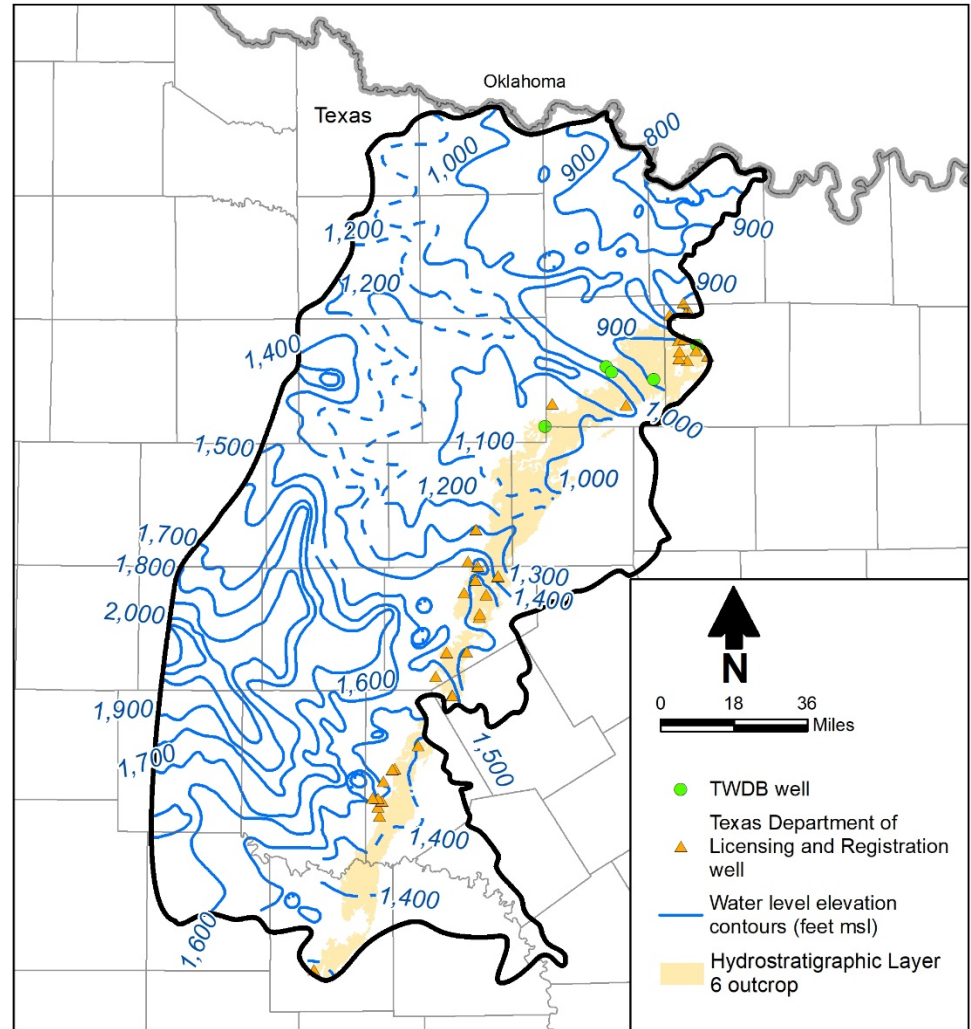 Oklahoma
Texas
800
1,000
900
900
1,200
1,200
900
900
1,400
1,000
1,500
1,100
1,200
1,000
1,700
1,800
1,300
1,400
2,000
1,600
1,900
1,500
1,700
1,400
1,400
1,600
N
0 18 36
Miles
TWDB well
Texas Department of
Licensing and Registration
well
Water level elevation
contours (feet msl)
Hydrostratigraphic Layer
6 outcrop